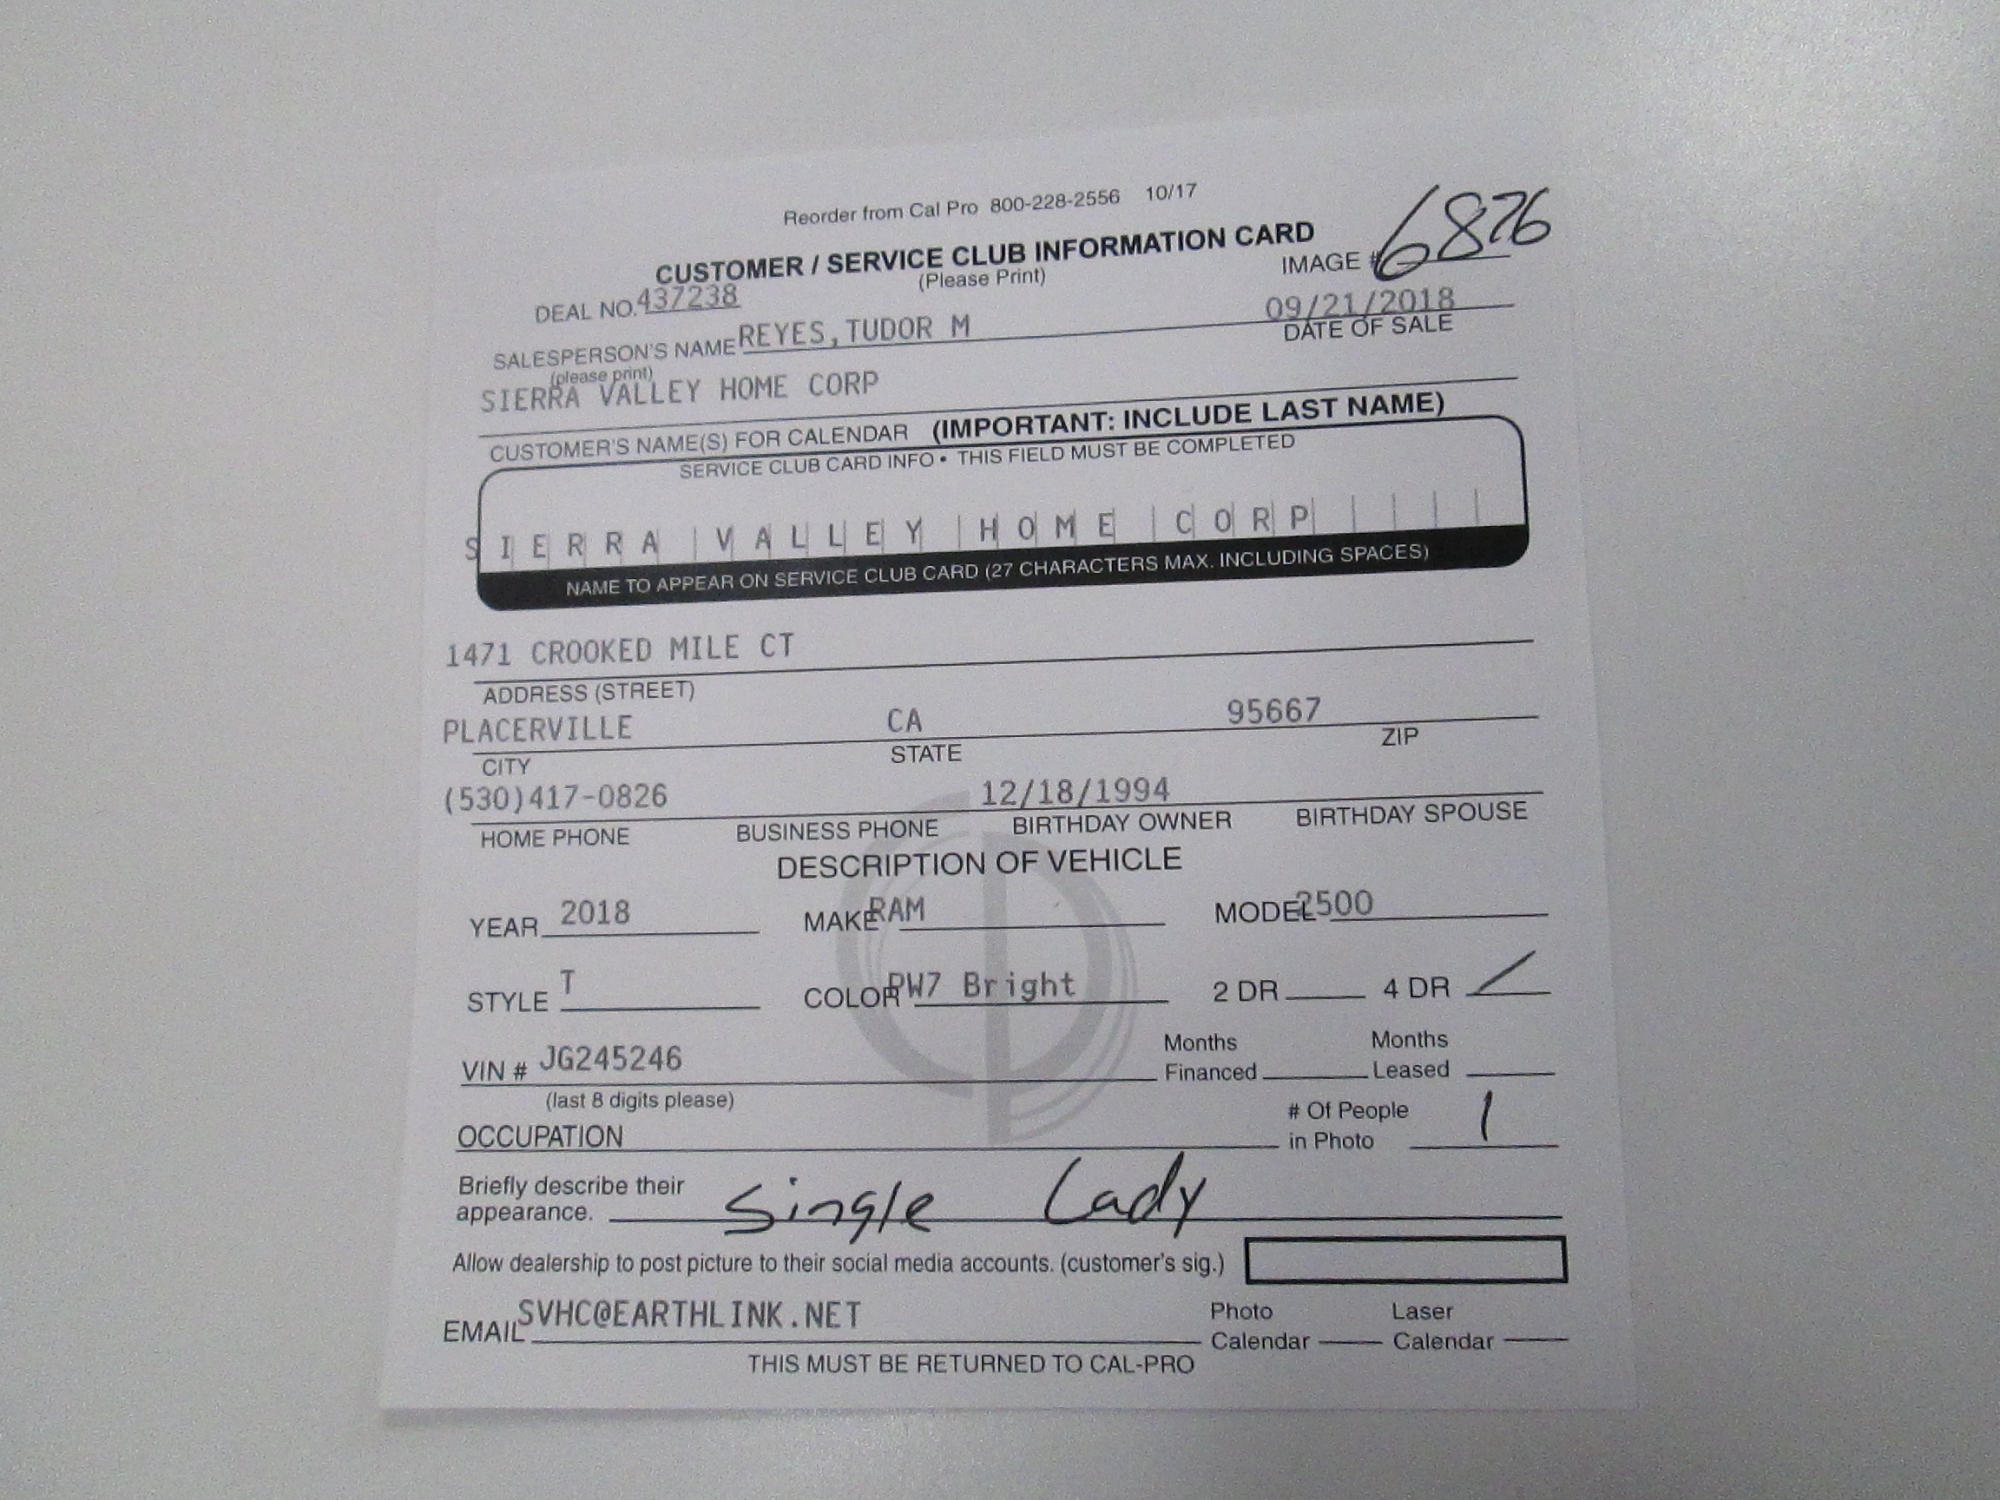 Reorder from Cal Pro 800-228-2556 10/17
CUSTOMER / SERVICE CLUB INFORMATION CARD
(Please Print)
IMAGE # 6876
DEAL NO. 437238
09/21/2018
SALESPERSON'S NAME REYES,TUDOR M
DATE OF SALE
(please print)
SIERRA VALLEY HOME CORP
CUSTOMER'S NAME(S) FOR CALENDAR (IMPORTANT: INCLUDE LAST NAME)
SERVICE CLUB CARD INFO • THIS FIELD MUST BE COMPLETED
SIERRA VALLEY HOME CORP
NAME TO APPEAR ON SERVICE CLUB CARD (27 CHARACTERS MAX. INCLUDING SPACES)
1471 CROOKED MILE CT
ADDRESS (STREET)
PLACERVILLE CA 95667
CITY STATE ZIP
(530)417-0826 12/18/1994
HOME PHONE BUSINESS PHONE BIRTHDAY OWNER BIRTHDAY SPOUSE
DESCRIPTION OF VEHICLE
YEAR 2018 MAKE RAM MODEL 2500
STYLE T COLOR PW7 Bright 2 DR 4 DR /
VIN # JG245246 Months Financed Months Leased
(last 8 digits please)
OCCUPATION # Of People in Photo 1
Briefly describe their appearance. Single Lady
Allow dealership to post picture to their social media accounts. (customer's sig.)
EMAIL SVHC@EARTHLINK.NET Photo Calendar Laser Calendar
THIS MUST BE RETURNED TO CAL-PRO